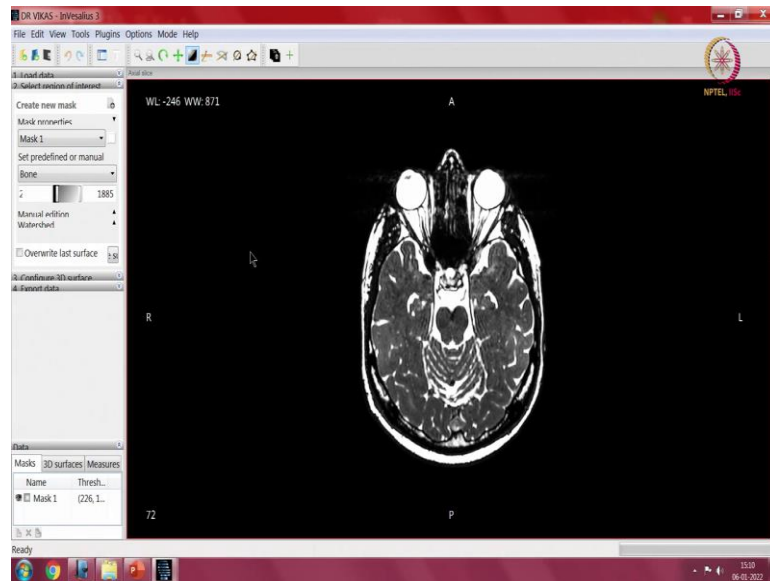 DR VIKAS - InVesalius 3
File Edit View Tools Plugins Options Mode Help
1. Load data
Axial slice
2. Select region of interest
NPTEL, IISc
Create new mask
WL: -246 WW: 871
A
Mask properties
Mask 1
Set predefined or manual
Bone
1885
Manual edition
Watershed
Overwrite last surface
3. Configure 3D surface
4. Export data
R
L
Data
Masks 3D surfaces Measures
Name Thresh...
Mask 1 (226, 1...
72
P
Ready
15:10
06-01-2022